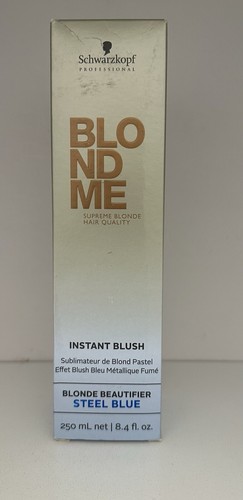 Schwarzkopf
PROFESSIONAL
BLO
ND
ME
SUPREME BLONDE
HAIR QUALITY
INSTANT BLUSH
Sublimateur de Blond Pastel
Effet Blush Bleu Métallique Fumé
BLONDE BEAUTIFIER
STEEL BLUE
250 mL net | 8.4 fl. oz.